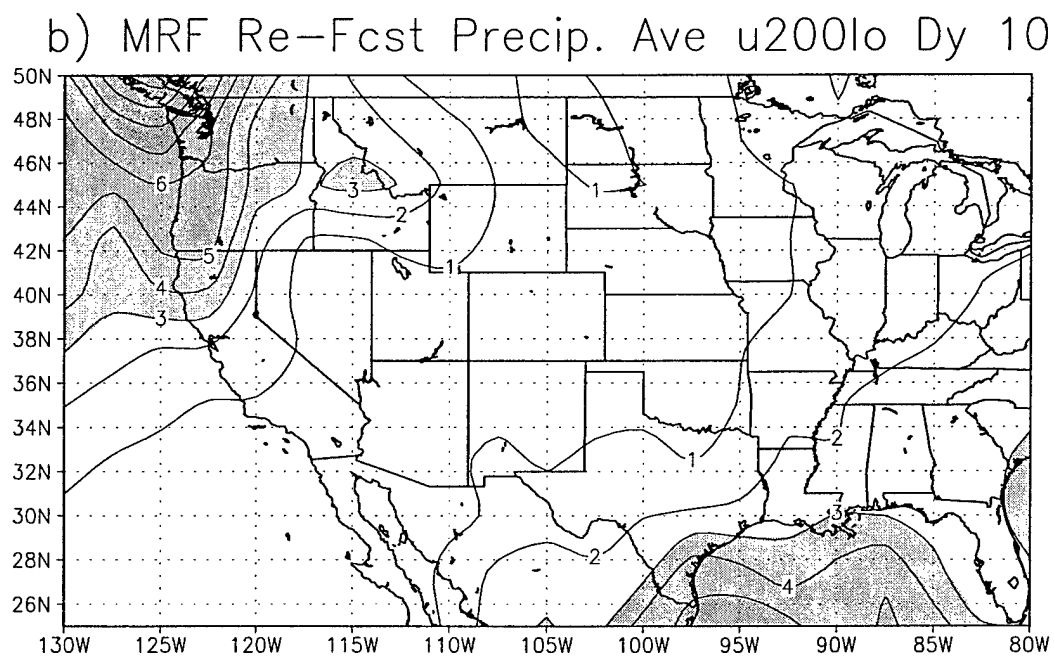 b) MRF Re-Fcst Precip. Ave u200lo Dy 10
50N
48N
46N
44N
42N
40N
38N
36N
34N
32N
30N
28N
26N
6
5
4
3
3
2
1
1
1
2
3
2
4
130W 125W 120W 115W 110W 105W 100W 95W 90W 85W 80W